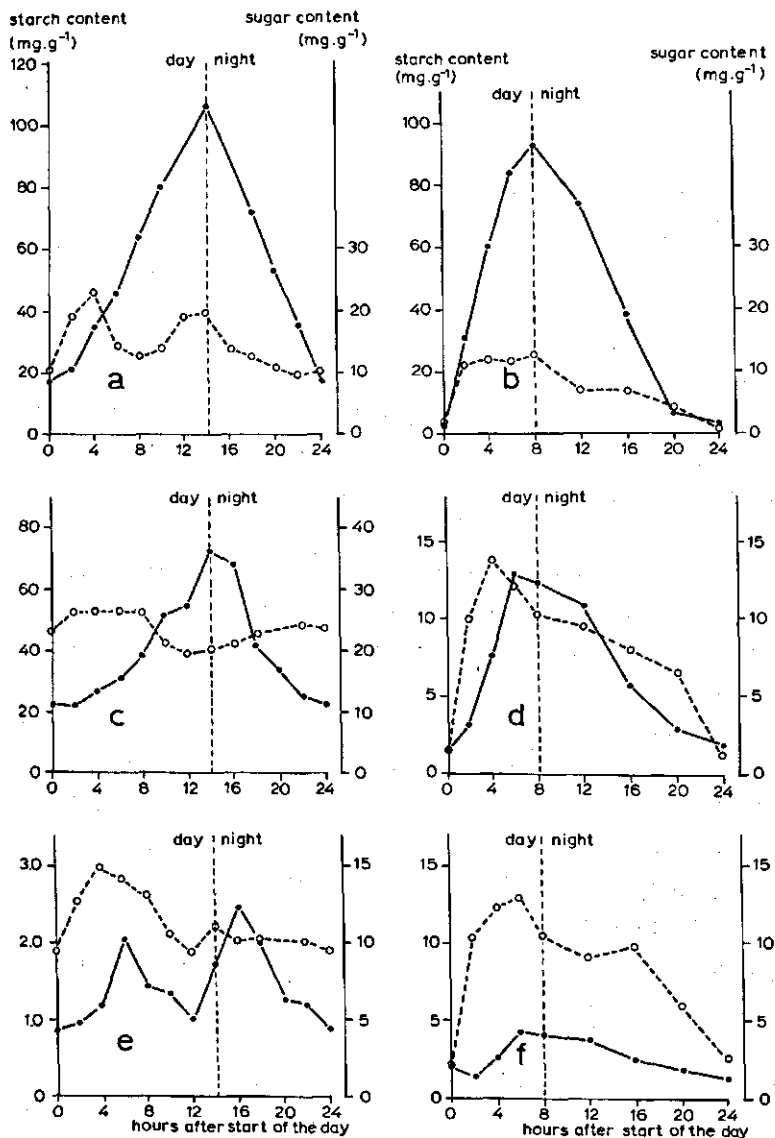 starch content
(mg.g⁻¹)
sugar content
(mg.g⁻¹)
day night
120
100
80
60
40
20
0
30
20
10
0
a
0 4 8 12 16 20 24
starch content
(mg.g⁻¹)
sugar content
(mg.g⁻¹)
day night
100
80
60
40
20
0
30
20
10
0
b
0 4 8 12 16 20 24
day night
80
60
40
20
0
40
30
20
10
0
c
0 4 8 12 16 20 24
day night
15
10
5
0
15
10
5
0
d
0 4 8 12 16 20 24
day night
3.0
2.0
1.0
0
15
10
5
0
e
0 4 8 12 16 20 24
hours after start of the day
day night
15
10
5
0
15
10
5
0
f
0 4 8 12 16 20 24
hours after start of the day